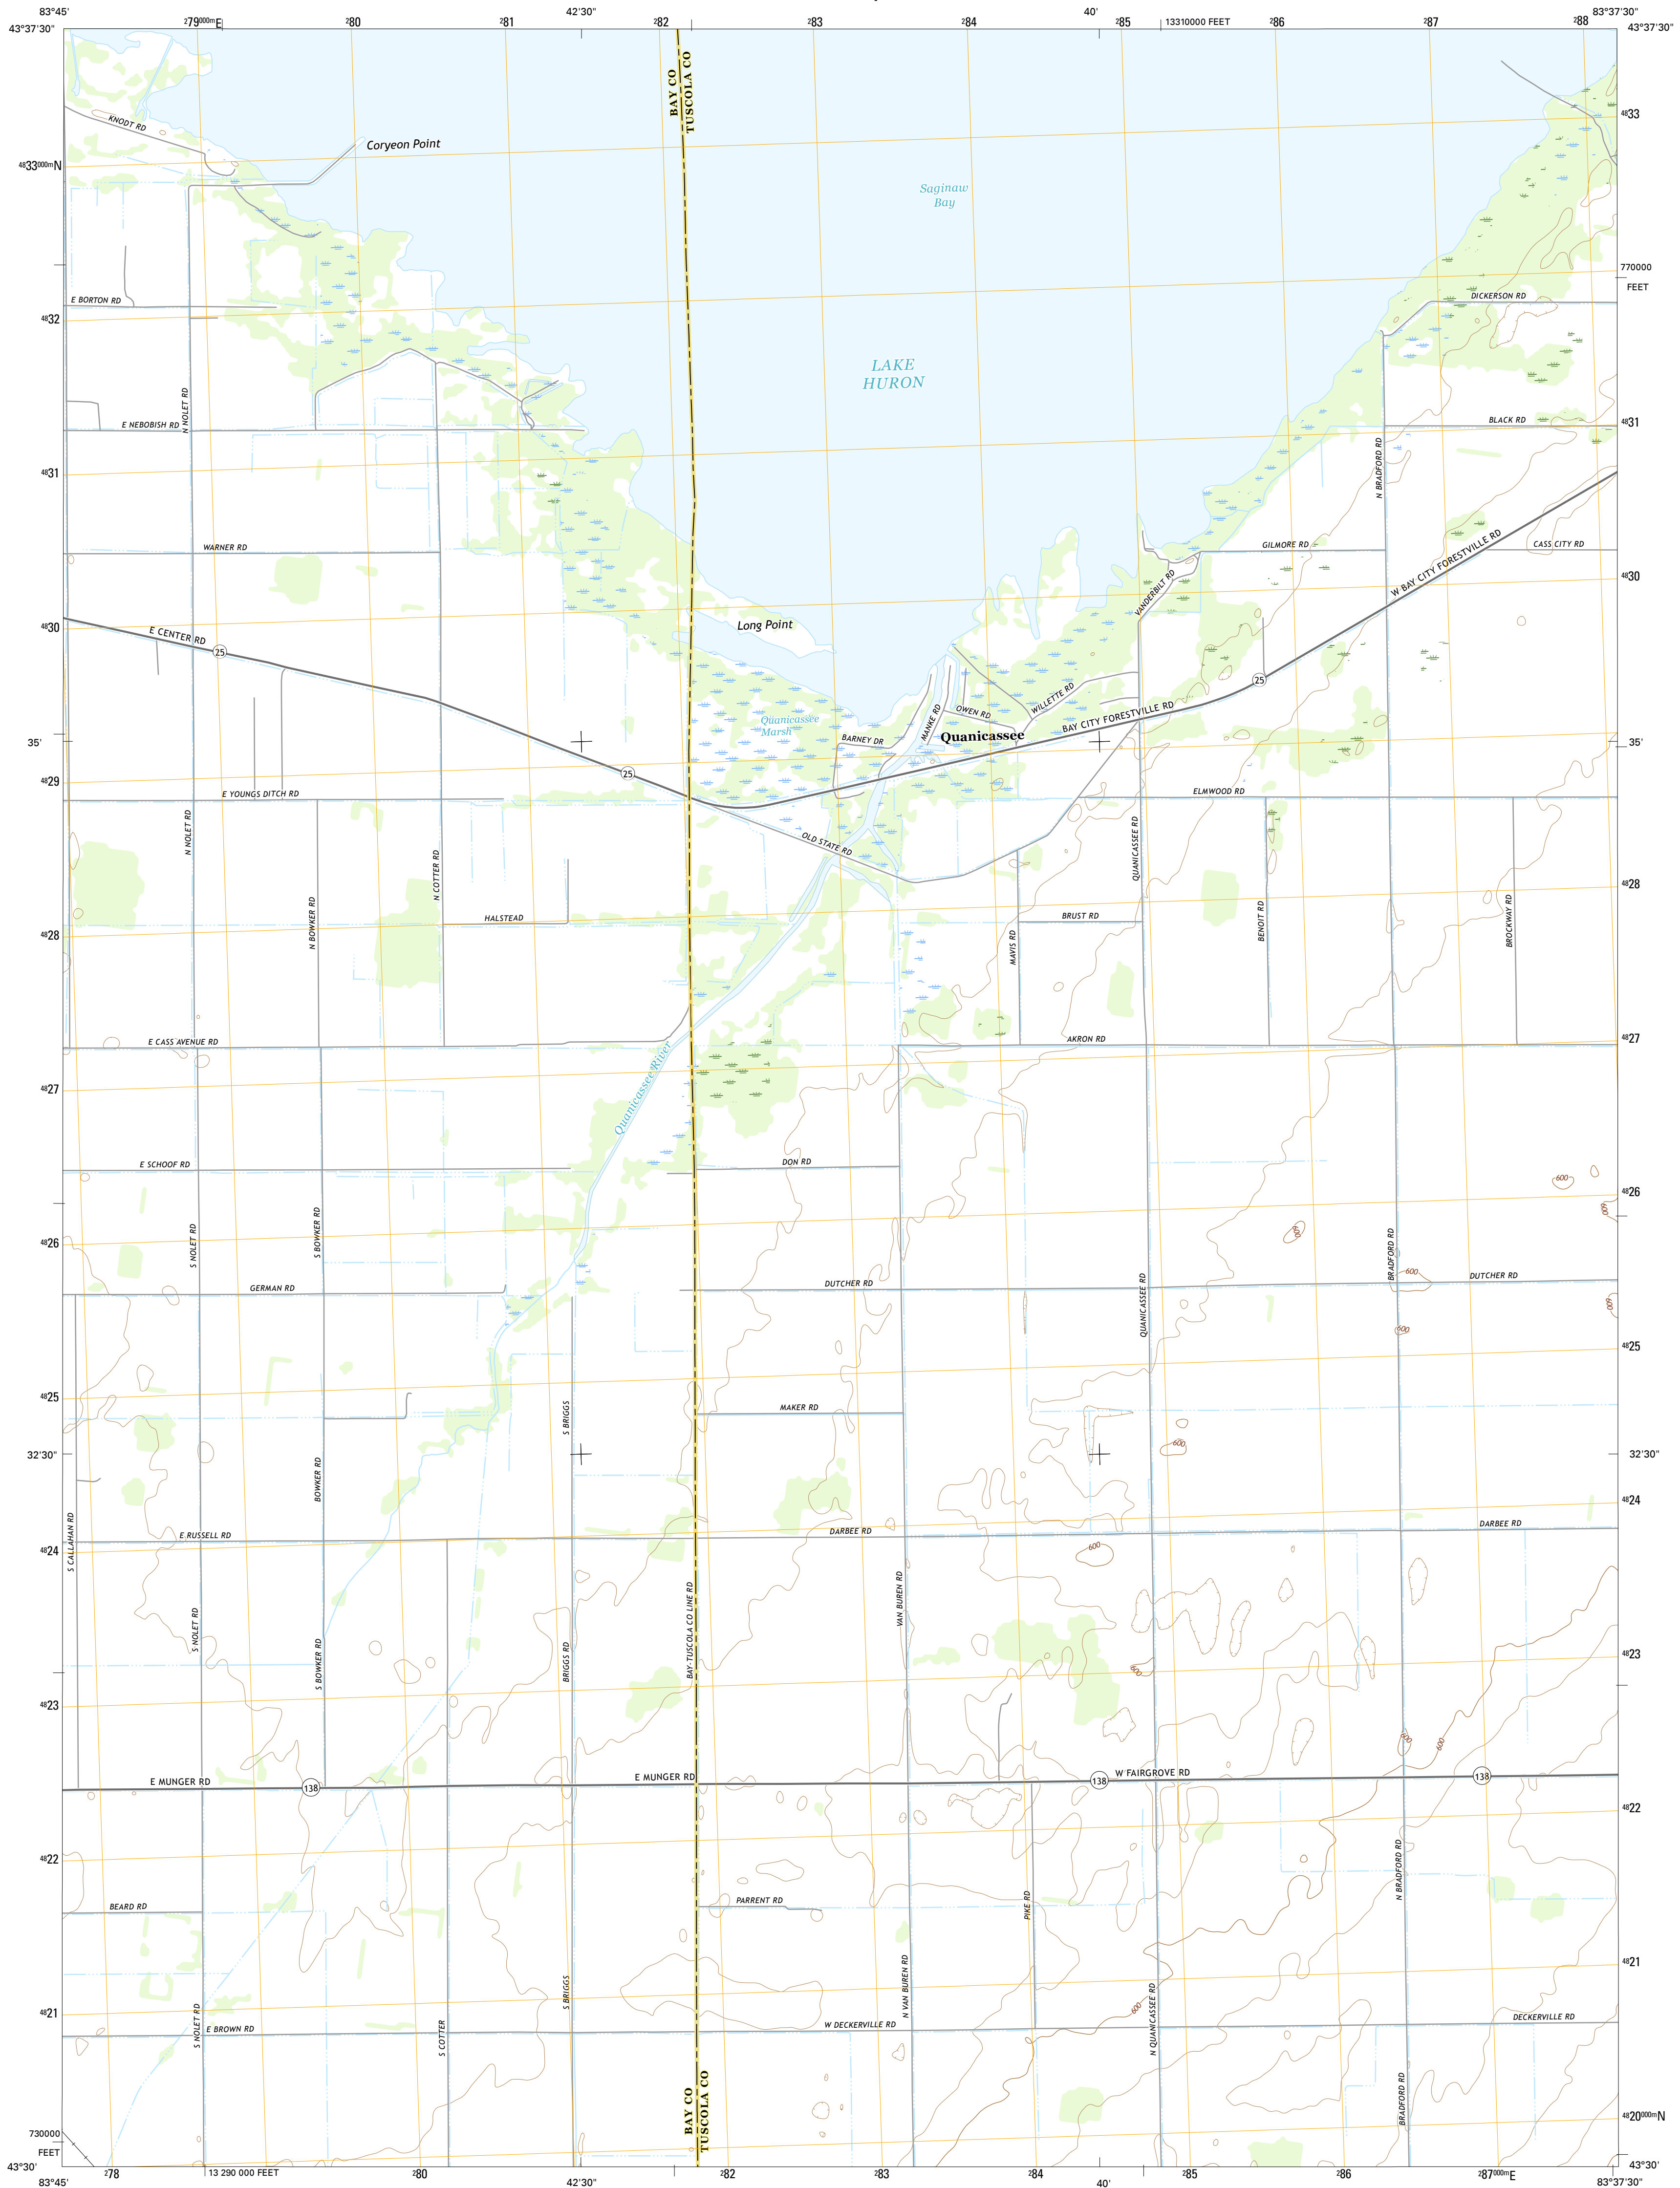 83°45'
²79⁰⁰⁰ᵐE
²80
²81
42'30"
²82
²83
²84
40'
²85
13310000 FEET
²86
²87
²88
83°37'30"
43°37'30"
43°37'30"
BAY CO
TUSCOLA CO
KNODT RD
⁴⁸33
Coryeon Point
⁴⁸33⁰⁰⁰ᵐN
Saginaw
Bay
770000
FEET
E BORTON RD
DICKERSON RD
⁴⁸32
LAKE
HURON
N NOLET RD
E NEBOBISH RD
BLACK RD
⁴⁸31
N BRADFORD RD
⁴⁸31
WARNER RD
GILMORE RD
CASS CITY RD
W BAY CITY FORESTVILLE RD
⁴⁸30
VANDERBILT RD
⁴⁸30
E CENTER RD
25
Long Point
25
WILLETTE RD
OWEN RD
MANKE RD
BAY CITY FORESTVILLE RD
Quanicassee
Marsh
BARNEY DR
Quanicassee
35'
35'
25
⁴⁸29
E YOUNGS DITCH RD
ELMWOOD RD
N NOLET RD
OLD STATE RD
QUANICASSEE RD
N COTTER RD
⁴⁸28
N BOWKER RD
HALSTEAD
BRUST RD
MAVIS RD
BENDIT RD
BROCKWAY RD
⁴⁸28
E CASS AVENUE RD
AKRON RD
⁴⁸27
Quanicassee River
⁴⁸27
E SCHOOF RD
DON RD
600
⁴⁸26
600
600
S NOLET RD
S BOWKER RD
BRADFORD RD
⁴⁸26
GERMAN RD
DUTCHER RD
600
DUTCHER RD
QUANICASSEE RD
600
600
⁴⁸25
⁴⁸25
S BRIGGS
MAKER RD
600
32'30"
32'30"
BOWKER RD
⁴⁸24
S CALLAHAN RD
E RUSSELL RD
DARBEE RD
DARBEE RD
⁴⁸24
600
VAN BUREN RD
BAY-TUSCOLA CO LINE RD
S NOLET RD
S BOWKER RD
BRIGGS RD
600
⁴⁸23
⁴⁸23
600
600
E MUNGER RD
138
E MUNGER RD
138
W FAIRGROVE RD
138
⁴⁸22
⁴⁸22
N BRADFORD RD
BEARD RD
PARRENT RD
PIKE RD
⁴⁸21
N VAN BUREN RD
S BRIGGS
N QUANICASSEE RD
600
⁴⁸21
S NOLET RD
E BROWN RD
S COTTER
W DECKERVILLE RD
DECKERVILLE RD
BRADFORD RD
BAY CO
TUSCOLA CO
⁴⁸20⁰⁰⁰ᵐN
730000
FEET
43°30'
43°30'
83°45'
²78
13 290 000 FEET
²80
42'30"
²82
²83
²84
40'
²85
²86
²87⁰⁰⁰ᵐE
83°37'30"